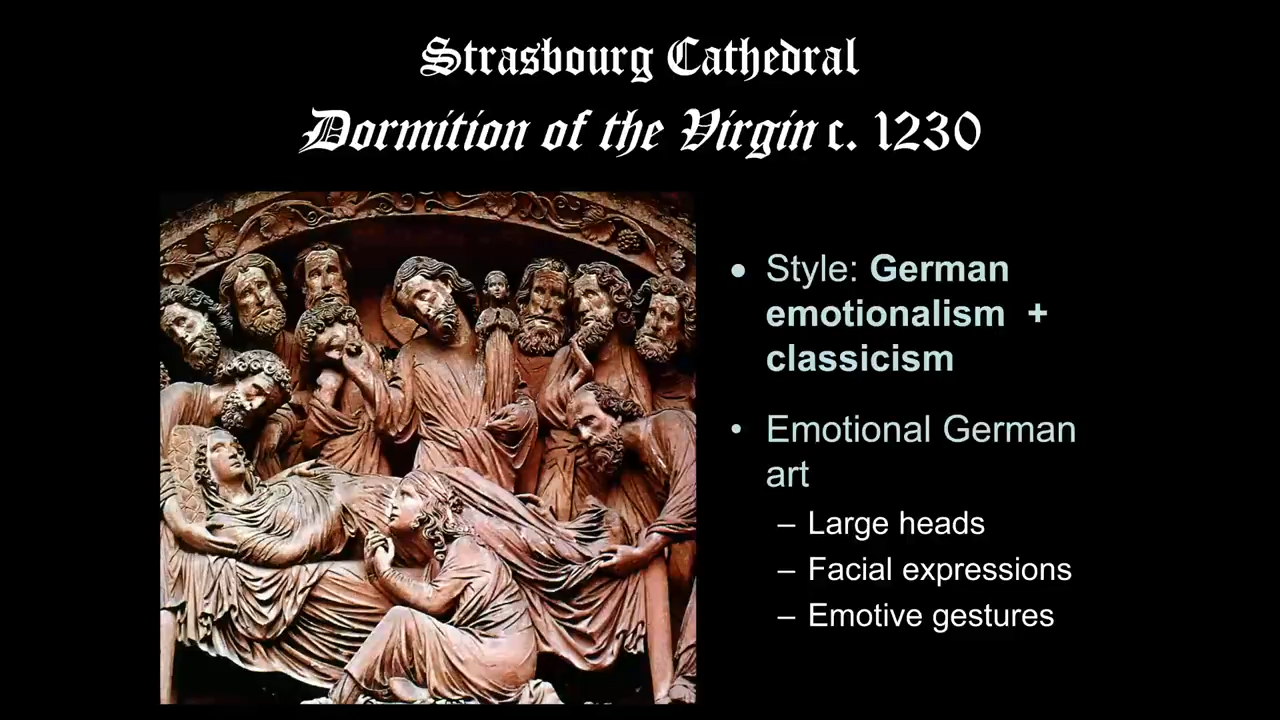 Strasbourg Cathedral
Dormition of the Virgin c. 1230
• Style: German
emotionalism +
classicism
• Emotional German
art
– Large heads
– Facial expressions
– Emotive gestures